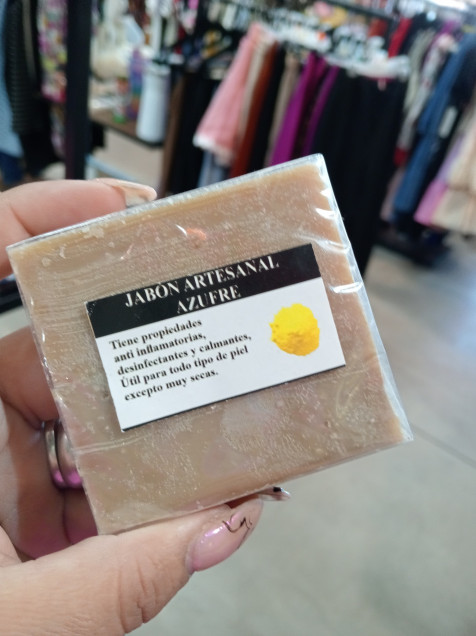 JABÓN ARTESANAL
AZUFRE
Tiene propiedades
anti inflamatorias,
desinfectantes y calmantes,
Útil para todo tipo de piel
excepto muy secas.